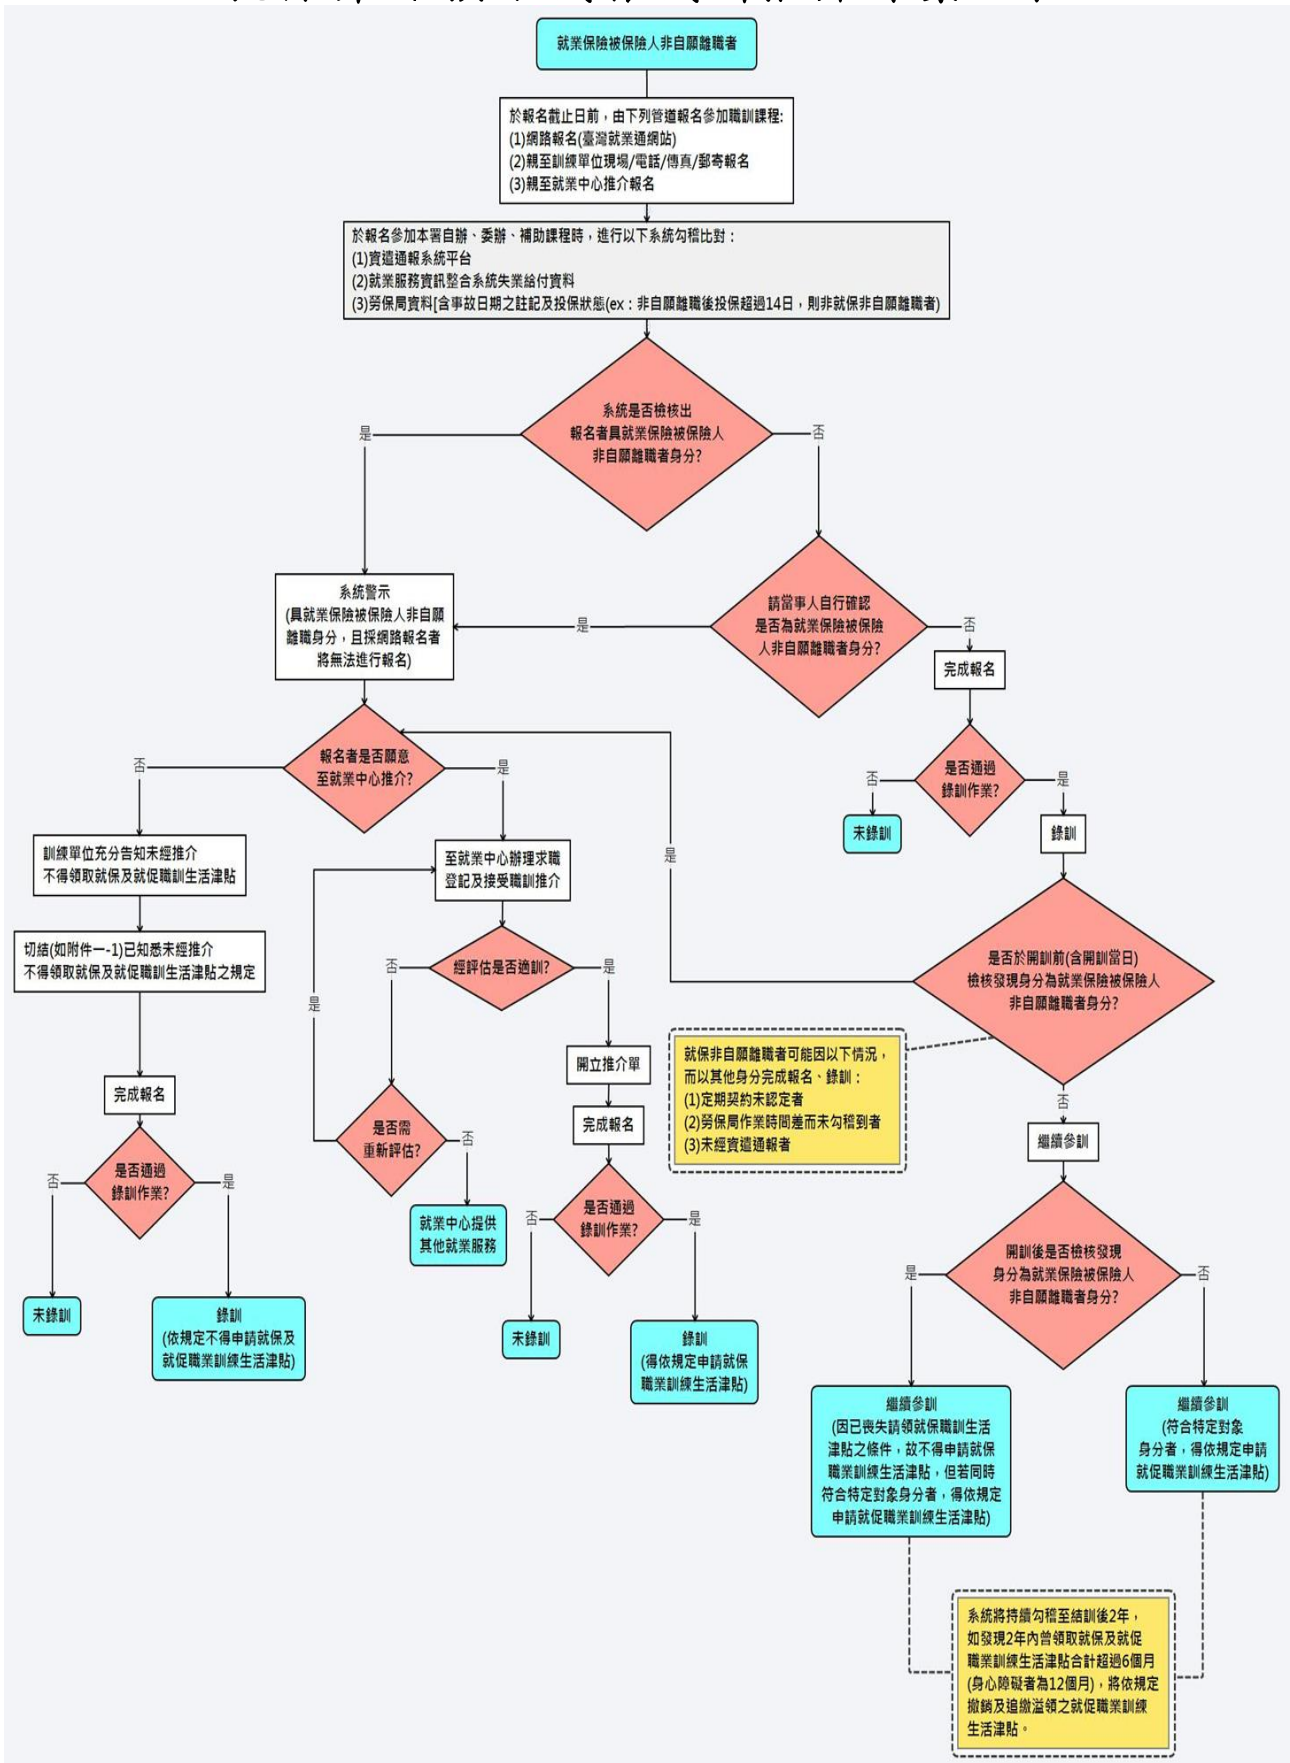 就業保險被保險人非自願離職者
於報名截止日前，由下列管道報名參加職訓課程:
(1)網路報名(臺灣就業通網站)
(2)親至訓練單位現場/電話/傳真/郵寄報名
(3)親至就業中心推介報名
於報名參加本署自辦、委辦、補助課程時，進行以下系統勾稽比對：
(1)資遣通報系統平台
(2)就業服務資訊整合系統失業給付資料
(3)勞保局資料[含事故日期之註記及投保狀態(ex：非自願離職後投保超過14日，則非就保非自願離職者)
系統是否檢核出
報名者具就業保險被保險人
非自願離職者身分?
是
否
系統警示
(具就業保險被保險人非自願
離職身分，且採網路報名者
將無法進行報名)
請當事人自行確認
是否為就業保險被保險
人非自願離職者身分?
是
否
完成報名
報名者是否願意
至就業中心推介?
否
是
是否通過
錄訓作業?
否
是
未錄訓
錄訓
訓練單位充分告知未經推介
不得領取就保及就促職訓生活津貼
至就業中心辦理求職
登記及接受職訓推介
是
切結(如附件一-1)已知悉未經推介
不得領取就保及就促職訓生活津貼之規定
經評估是否適訓?
否
是
是
是否於開訓前(含開訓當日)
檢核發現身分為就業保險被保險人
非自願離職者身分?
就保非自願離職者可能因以下情況，
而以其他身分完成報名、錄訓：
(1)定期契約未認定者
(2)勞保局作業時間差而未勾稽到者
(3)未經資遣通報者
開立推介單
完成報名
完成報名
否
繼續參訓
是否需
重新評估?
否
是否通過
錄訓作業?
否
是
就業中心提供
其他就業服務
是否通過
錄訓作業?
否
是
開訓後是否檢核發現
身分為就業保險被保險人
非自願離職者身分?
是
否
未錄訓
錄訓
(依規定不得申請就保及
就促職業訓練生活津貼)
未錄訓
錄訓
(得依規定申請就保
職業訓練生活津貼)
繼續參訓
(因已喪失請領就保職訓生活
津貼之條件，故不得申請就保
職業訓練生活津貼，但若同時
符合特定對象身分者，得依規定
申請就促職業訓練生活津貼)
繼續參訓
(符合特定對象
身分者，得依規定申請
就促職業訓練生活津貼)
系統將持續勾稽至結訓後2年，
如發現2年內曾領取就保及就促
職業訓練生活津貼合計超過6個月
(身心障礙者為12個月)，將依規定
撤銷及追繳溢領之就促職業訓練
生活津貼。